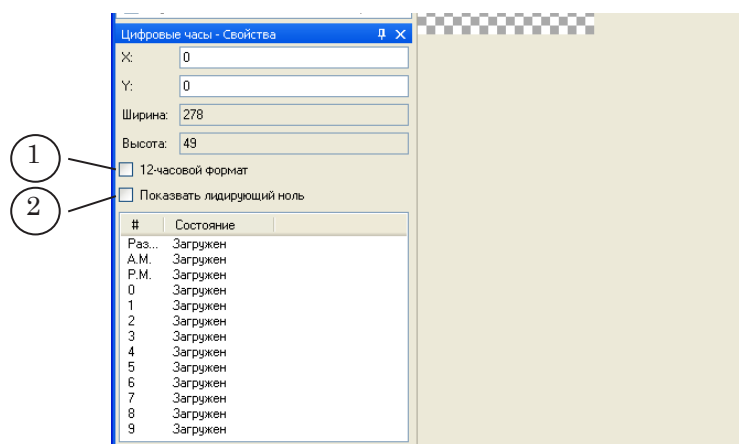 Цифровые часы - Свойства
X: 0
Y: 0
Ширина: 278
Высота: 49
1
12-часовой формат
2
Показвать лидирующий ноль
# Состояние
Раз... Загружен
A.M. Загружен
P.M. Загружен
0 Загружен
1 Загружен
2 Загружен
3 Загружен
4 Загружен
5 Загружен
6 Загружен
7 Загружен
8 Загружен
9 Загружен